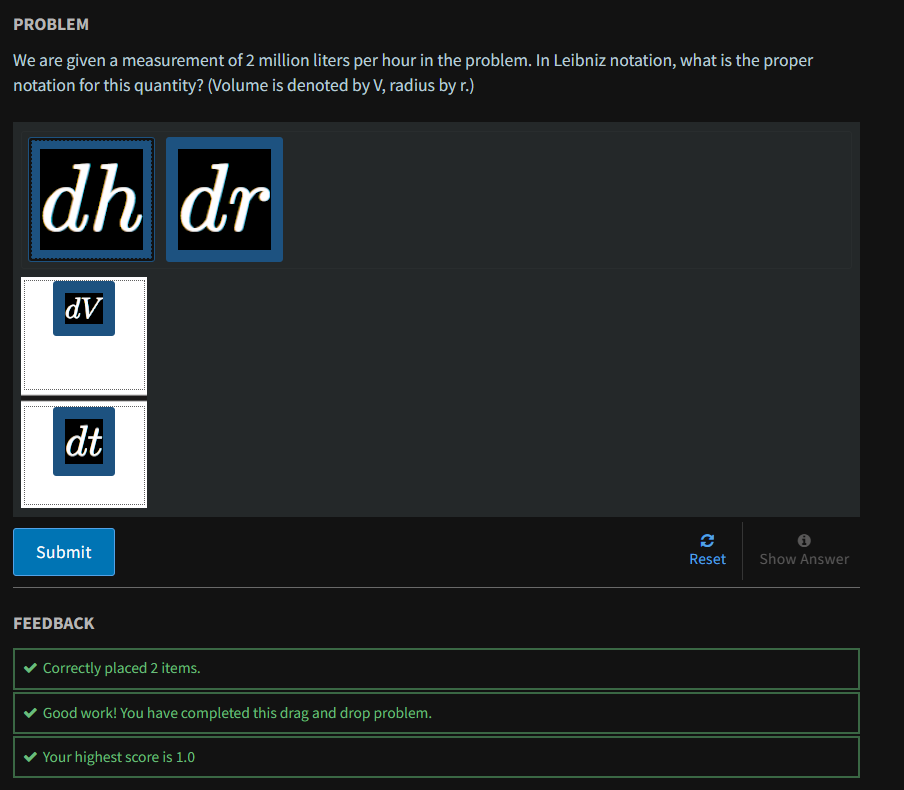 PROBLEM
We are given a measurement of 2 million liters per hour in the problem. In Leibniz notation, what is the proper
notation for this quantity? (Volume is denoted by V, radius by r.)
dh dr
dV
dt
Submit
Reset
Show Answer
FEEDBACK
Correctly placed 2 items.
Good work! You have completed this drag and drop problem.
Your highest score is 1.0